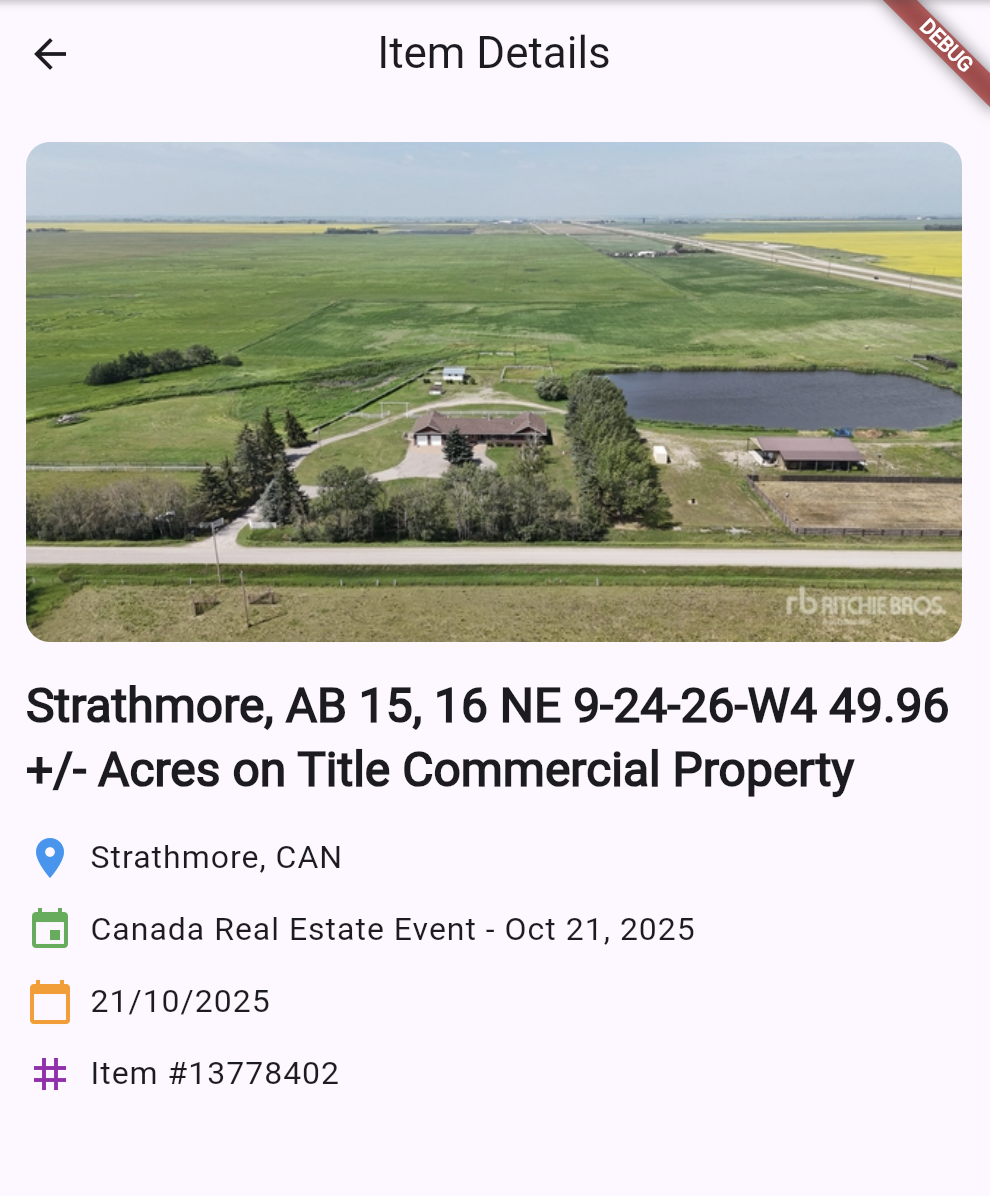 Item Details
DEBUG
rb RITCHIE BROS.
Strathmore, AB 15, 16 NE 9-24-26-W4 49.96
+/- Acres on Title Commercial Property
Strathmore, CAN
Canada Real Estate Event - Oct 21, 2025
21/10/2025
Item #13778402